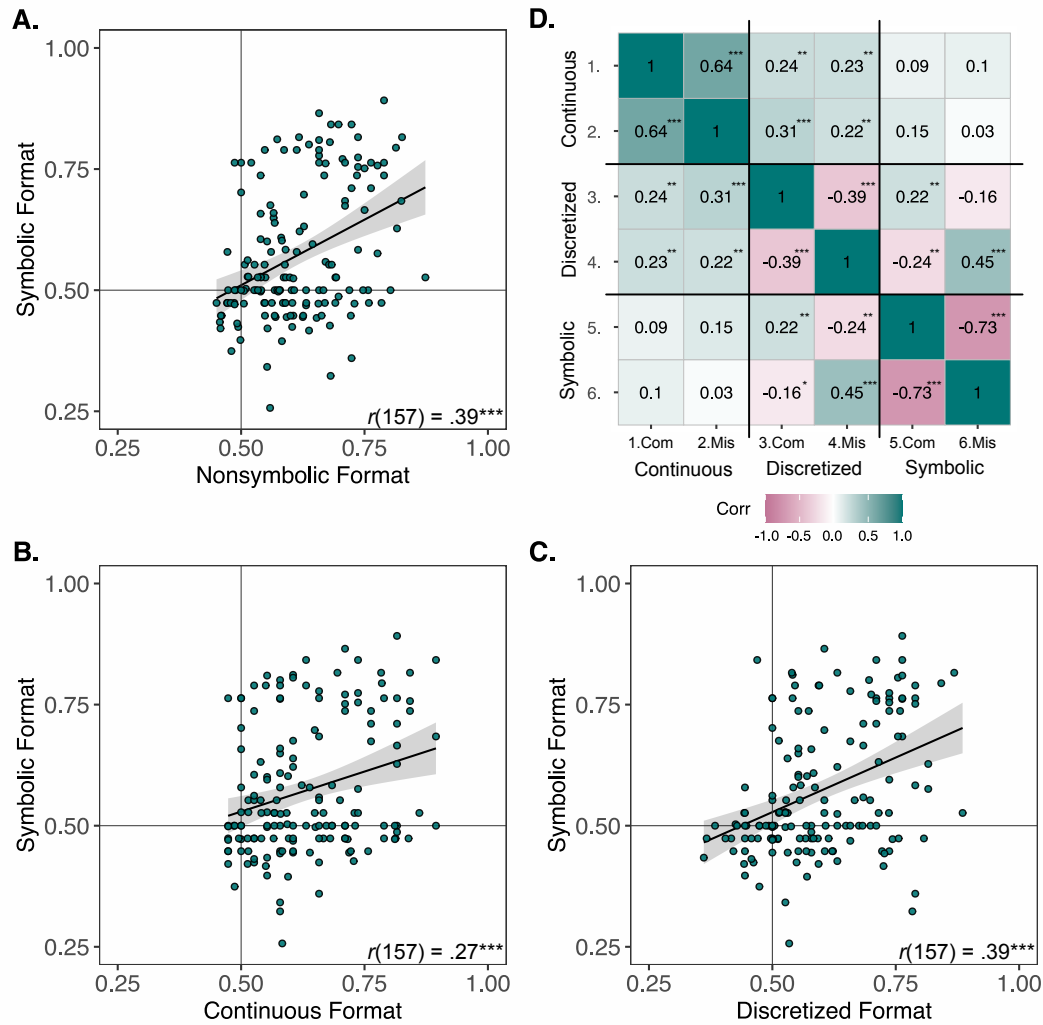 A.
1.00
0.75
0.50
0.25
Symbolic Format
r(157) = .39***
0.25 0.50 0.75 1.00
Nonsymbolic Format
D.
Continuous
Discretized
Symbolic
1. 1 0.64*** 0.24** 0.23** 0.09 0.1
2. 0.64*** 1 0.31*** 0.22** 0.15 0.03
3. 0.24** 0.31*** 1 -0.39*** 0.22** -0.16
4. 0.23** 0.22** -0.39*** 1 -0.24** 0.45***
5. 0.09 0.15 0.22** -0.24** 1 -0.73***
6. 0.1 0.03 -0.16* 0.45*** -0.73*** 1
1.Com 2.Mis 3.Com 4.Mis 5.Com 6.Mis
Continuous Discretized Symbolic
Corr
-1.0 -0.5 0.0 0.5 1.0
B.
1.00
0.75
0.50
0.25
Symbolic Format
r(157) = .27***
0.25 0.50 0.75 1.00
Continuous Format
C.
1.00
0.75
0.50
0.25
Symbolic Format
r(157) = .39***
0.25 0.50 0.75 1.00
Discretized Format